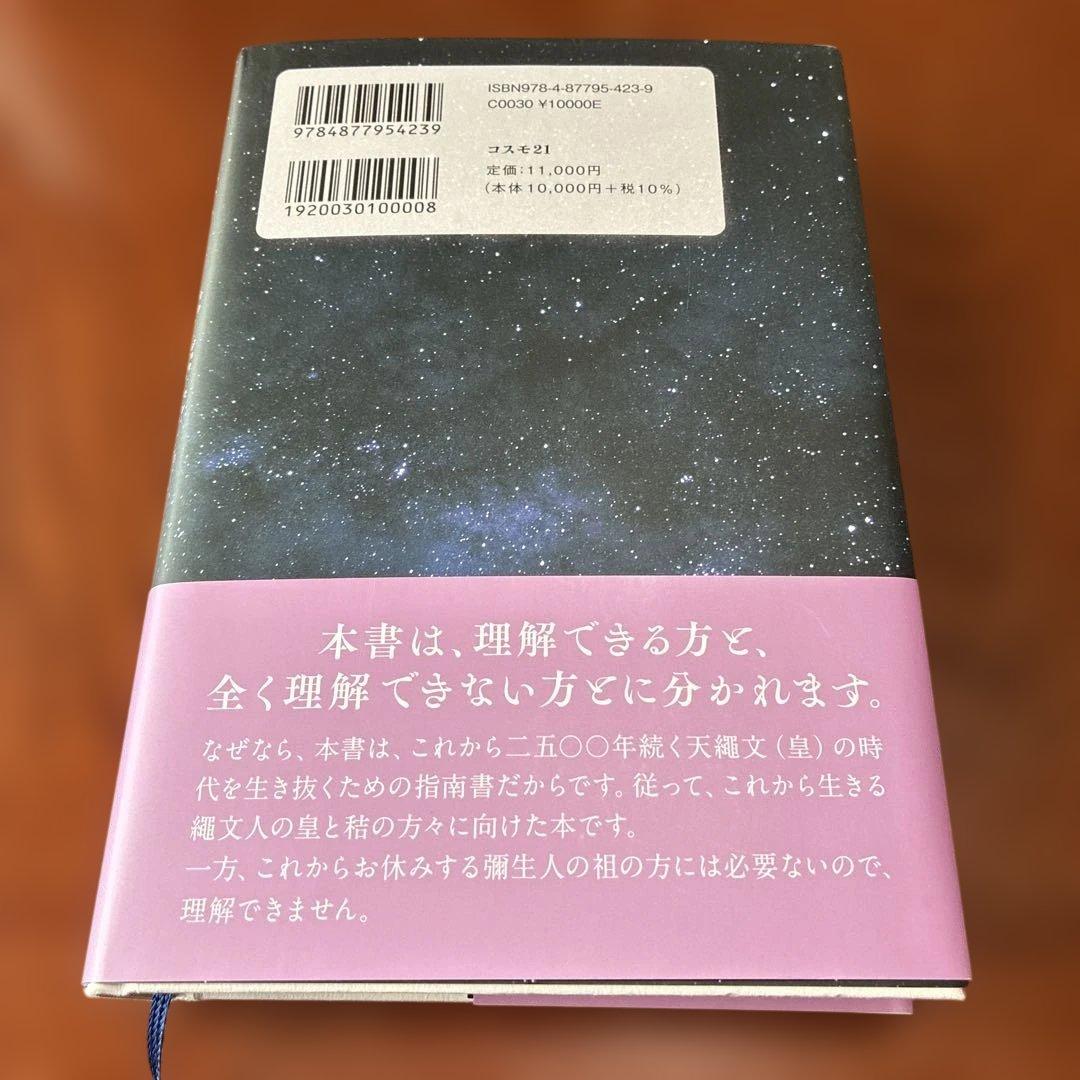 ISBN978-4-87795-423-9
C0030 ¥10000E
9784877954239
コスモ21
定価：11,000円
（本体10,000円＋税10%）
1920030100008
本書は、理解できる方と、
全く理解できない方とに分かれます。
なぜなら、本書は、これから二五〇〇年続く天繩文（皇）の時
代を生き抜くための指南書だからです。従って、これから生きる
繩文人の皇と秸の方々に向けた本です。
一方、これからお休みする彌生人の祖の方には必要ないので、
理解できません。